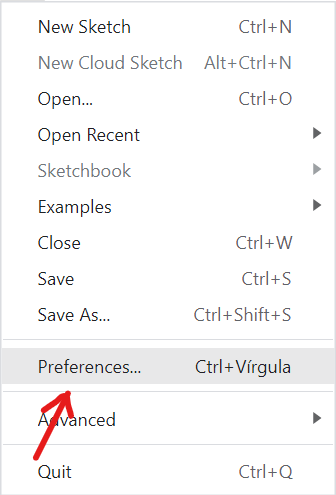 New Sketch Ctrl+N
New Cloud Sketch Alt+Ctrl+N
Open... Ctrl+O
Open Recent
Sketchbook
Examples
Close Ctrl+W
Save Ctrl+S
Save As... Ctrl+Shift+S
Preferences... Ctrl+Vírgula
Advanced
Quit Ctrl+Q